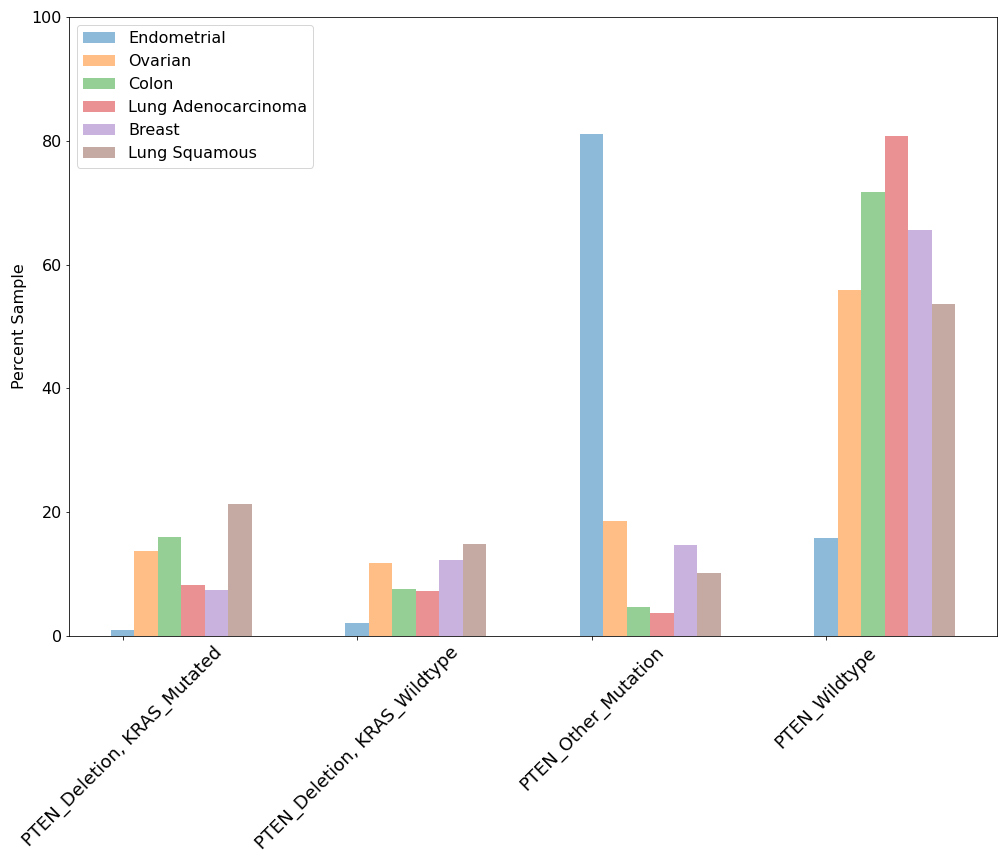 100
80
60
40
20
0
Percent Sample
Endometrial
Ovarian
Colon
Lung Adenocarcinoma
Breast
Lung Squamous
PTEN_Deletion, KRAS_Mutated
PTEN_Deletion, KRAS_Wildtype
PTEN_Other_Mutation
PTEN_Wildtype